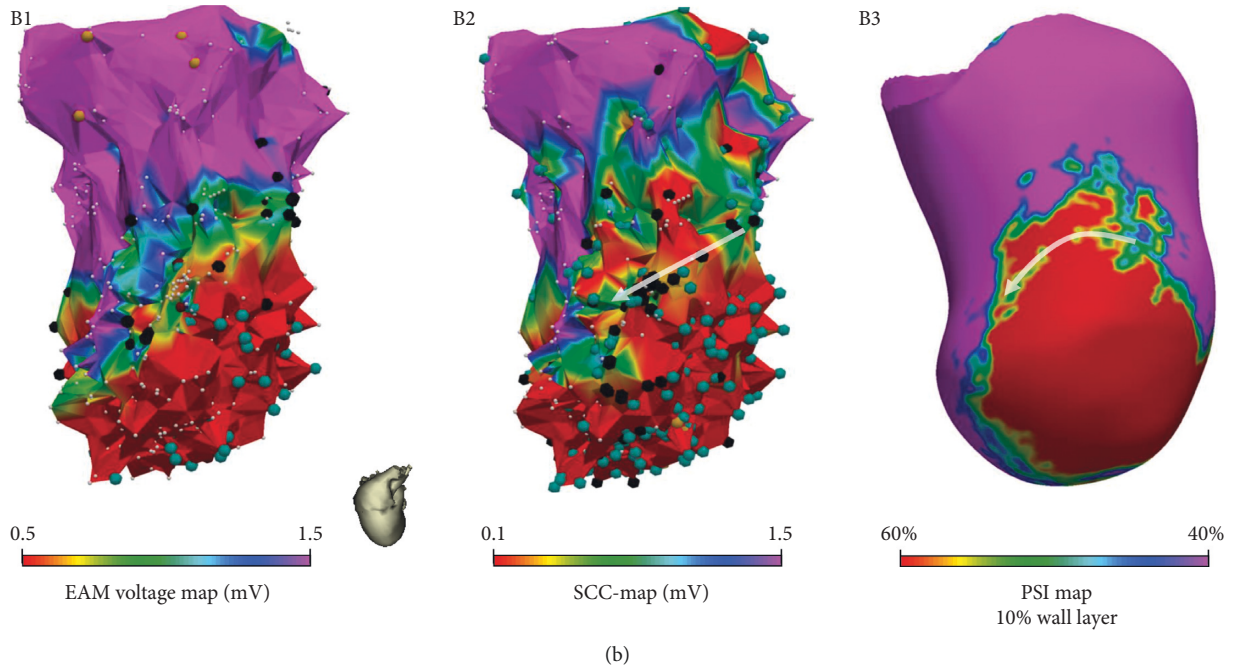 B1
B2
B3
0.5
1.5
EAM voltage map (mV)
0.1
1.5
SCC-map (mV)
60%
40%
PSI map
10% wall layer
(b)